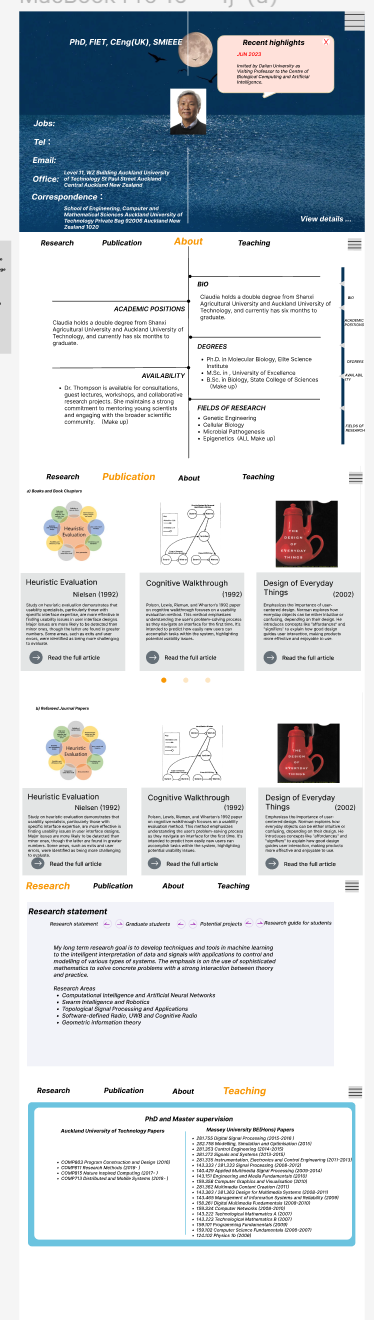 MacBook Pro 16" - 4j (a)
PhD, FIET, CEng(UK), SMIEEE
Recent highlights
X
JUN 2023
Invited by Dalian University as
Visiting Professor to the Centre of
Biological Computing and Artificial
Intelligence.
Jobs:
Tel :
Email:
Office:
Level 11, WZ Building Auckland University
of Technology St Paul Street Auckland
Central Auckland New Zealand
Correspondence :
School of Engineering, Computer and
Mathematical Sciences Auckland University of
Technology Private Bag 92006 Auckland New
Zealand 1020
View details ...
Research
Publication
About
Teaching
BIO
Claudia holds a double degree from Shanxi
Agricultural University and Auckland University of
Technology, and currently has six months to
graduate.
ACADEMIC POSITIONS
Claudia holds a double degree from Shanxi
Agricultural University and Auckland University of
Technology, and currently has six months to
graduate.
DEGREES
• Ph.D. in Molecular Biology, Elite Science
Institute
• M.Sc. in , University of Excellence
• B.Sc. in Biology, State College of Sciences
(Make up)
AVAILABILITY
• Dr. Thompson is available for consultations,
guest lectures, workshops, and collaborative
research projects. She maintains a strong
commitment to mentoring young scientists
and engaging with the broader scientific
community. (Make up)
FIELDS OF RESEARCH
• Genetic Engineering
• Cellular Biology
• Microbial Pathogenesis
• Epigenetics (ALL Make up)
BIO
ACADEMIC
POSITIONS
DEGREES
AVAILABIL
ITY
FIELDS OF
RESEARCH
Research
Publication
About
Teaching
a) Books and Book Chapters
Heuristic
Evaluation
THE
DESIGN
OF
EVERYDAY
THINGS
Heuristic Evaluation
Nielsen (1992)
Study on heuristic evaluation demonstrates that
usability specialists, particularly those with
specific interface expertise, are more effective in
finding usability issues in user interface designs.
Major issues are more likely to be detected than
minor ones, though the latter are found in greater
numbers. Some areas, such as exits and user
errors, were identified as being more challenging
to evaluate.
Read the full article
Cognitive Walkthrough
(1992)
Polson, Lewis, Rieman, and Wharton's 1992 paper
on cognitive walkthrough focuses on a usability
evaluation method. This method emphasizes
understanding the user's problem-solving process
as they navigate an interface for the first time. It's
intended to predict how easily new users can
accomplish tasks within the system, highlighting
potential usability issues.
Read the full article
Design of Everyday
Things
(2002)
Emphasizes the importance of user-
centered design. Norman explores how
everyday objects can be either intuitive or
confusing, depending on their design. He
introduces concepts like "affordances" and
"signifiers" to explain how good design
guides user interaction, making products
more effective and enjoyable to use.
Read the full article
b) Refereed Journal Papers
Heuristic
Evaluation
THE
DESIGN
OF
EVERYDAY
THINGS
Heuristic Evaluation
Nielsen (1992)
Study on heuristic evaluation demonstrates that
usability specialists, particularly those with
specific interface expertise, are more effective in
finding usability issues in user interface designs.
Major issues are more likely to be detected than
minor ones, though the latter are found in greater
numbers. Some areas, such as exits and user
errors, were identified as being more challenging
to evaluate.
Read the full article
Cognitive Walkthrough
(1992)
Polson, Lewis, Rieman, and Wharton's 1992 paper
on cognitive walkthrough focuses on a usability
evaluation method. This method emphasizes
understanding the user's problem-solving process
as they navigate an interface for the first time. It's
intended to predict how easily new users can
accomplish tasks within the system, highlighting
potential usability issues.
Read the full article
Design of Everyday
Things
(2002)
Emphasizes the importance of user-
centered design. Norman explores how
everyday objects can be either intuitive or
confusing, depending on their design. He
introduces concepts like "affordances" and
"signifiers" to explain how good design
guides user interaction, making products
more effective and enjoyable to use.
Read the full article
Research
Publication
About
Teaching
Research statement
Research statement
Graduate students
Potential projects
Research guide for students
My long term research goal is to develop techniques and tools in machine learning
to the intelligent interpretation of data and signals with applications to control and
modelling of various types of systems. The emphasis is on the use of sophisticated
mathematics to solve concrete problems with a strong interaction between theory
and practice.
Research Areas
• Computational Intelligence and Artificial Neural Networks
• Swarm Intelligence and Robotics
• Topological Signal Processing and Applications
• Software-defined Radio, UWB and Cognitive Radio
• Geometric Information theory
Research
Publication
About
Teaching
PhD and Master supervision
Auckland University of Technology Papers
• COMP603 Program Construction and Design (2016)
• COMP811 Research Methods (2018- )
• COMP815 Nature Inspired Computing (2017- )
• COMP713 Distributed and Mobile Systems (2018- )
Massey University BE(Hons) Papers
• 281.755 Digital Signal Processing (2015-2016 )
• 282.758 Modelling, Simulation and Optimisation (2015)
• 281.353 Control Engineering (2014-2015)
• 281.273 Signals and Systems (2013-2015)
• 281.335 Instrumentation, Electronics and Control Engineering (2011-2013)
• 143.333 / 281.333 Signal Processing (2008-2012)
• 143.429 Applied Multimedia Signal Processing (2009-2014)
• 143.151 Engineering and Media Fundamentals (2010)
• 159.358 Computer Graphics and Visualisation (2010)
• 281.362 Multimedia Content Creation (2011)
• 143.383 / 281.362 Design for Multimedia Systems (2008-2011)
• 143.465 Management of Information Systems and Reliability (2009)
• 158.261 Digital Multimedia Fundamentals (2008-2010)
• 159.334 Computer Networks (2008-2010)
• 143.222 Technological Mathematics A (2007)
• 143.223 Technological Mathematics B (2007)
• 159.101 Programming Fundamentals (2009)
• 159.102 Computer Science Fundamentals (2006-2007)
• 124.102 Physics 1b (2006)